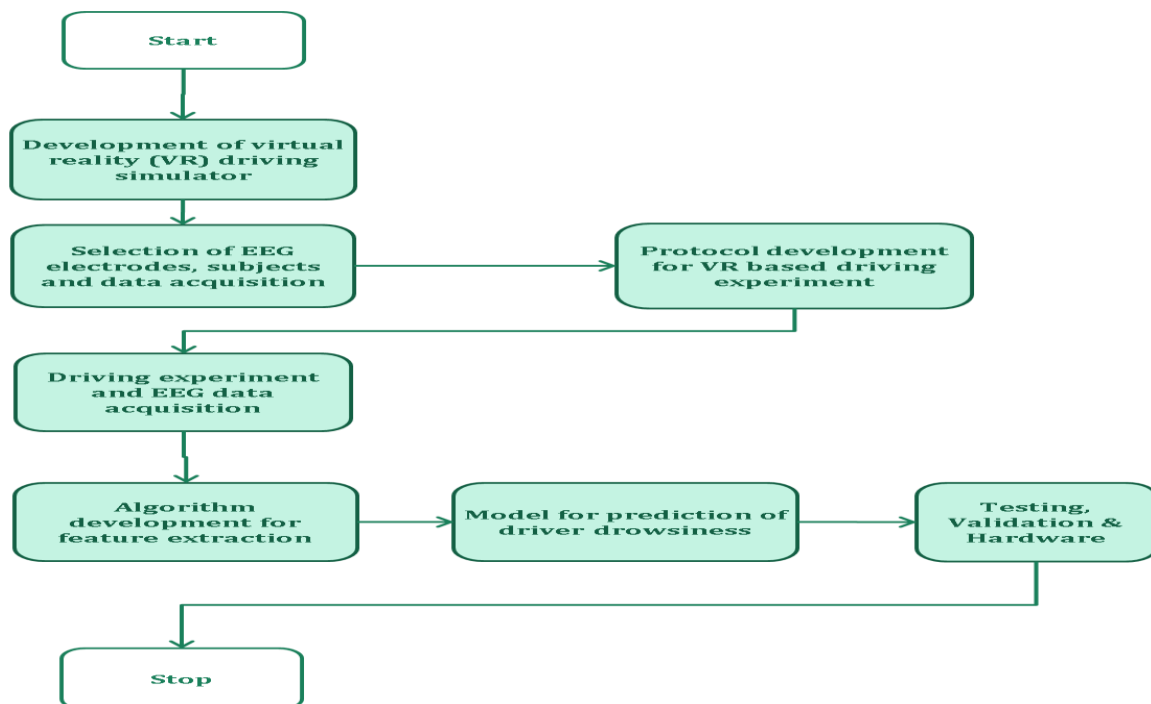 Start
Development of virtual
reality (VR) driving
simulator
Selection of EEG
electrodes, subjects
and data acquisition
Protocol development
for VR based driving
experiment
Driving experiment
and EEG data
acquisition
Algorithm
development for
feature extraction
Model for prediction of
driver drowsiness
Testing,
Validation &
Hardware
Stop